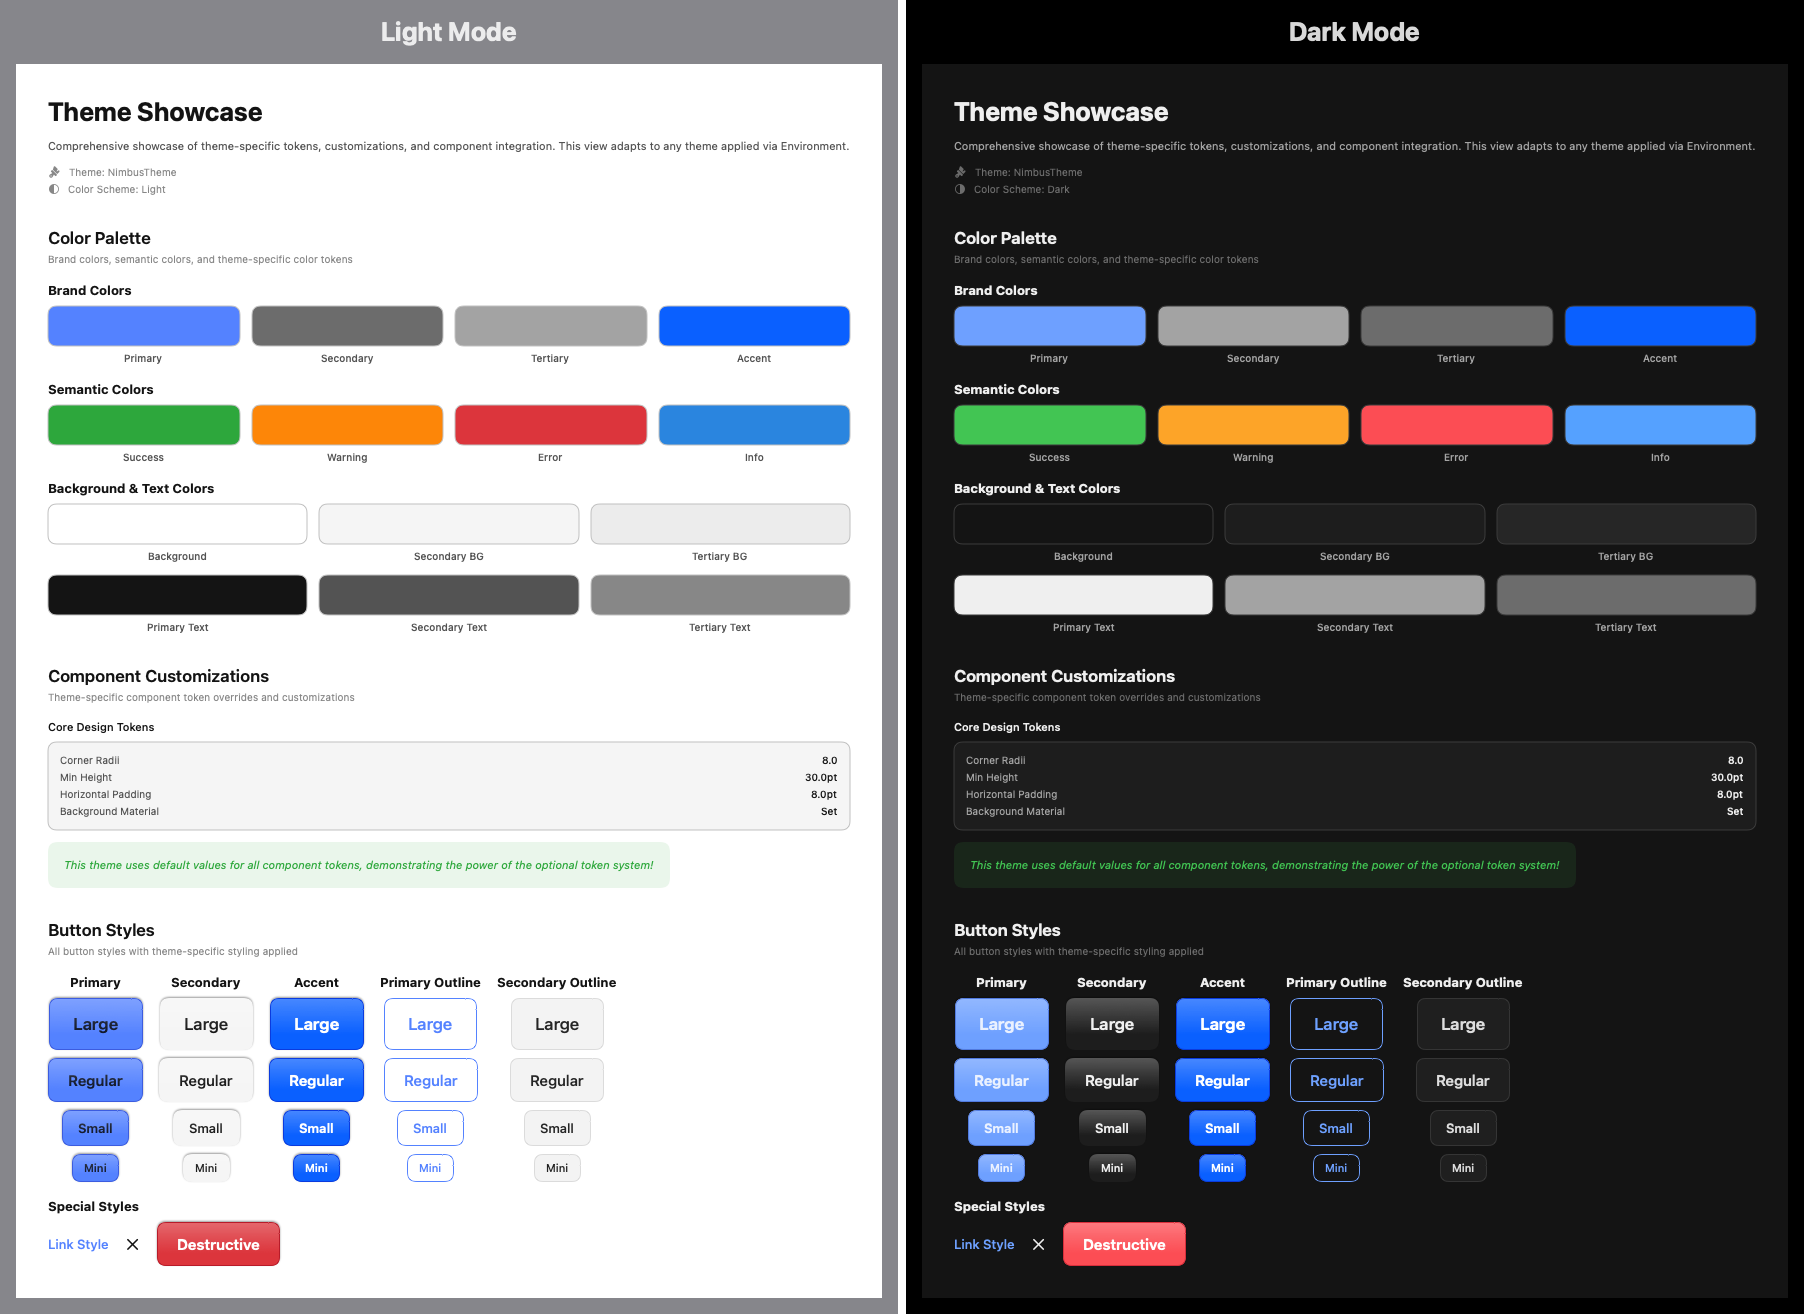 Light Mode
Theme Showcase
Comprehensive showcase of theme-specific tokens, customizations, and component integration. This view adapts to any theme applied via Environment.
Theme: NimbusTheme
Color Scheme: Light
Color Palette
Brand colors, semantic colors, and theme-specific color tokens
Brand Colors
Primary Secondary Tertiary Accent
Semantic Colors
Success Warning Error Info
Background & Text Colors
Background Secondary BG Tertiary BG
Primary Text Secondary Text Tertiary Text
Component Customizations
Theme-specific component token overrides and customizations
Core Design Tokens
Corner Radii 8.0
Min Height 30.0pt
Horizontal Padding 8.0pt
Background Material Set
This theme uses default values for all component tokens, demonstrating the power of the optional token system!
Button Styles
All button styles with theme-specific styling applied
Primary Secondary Accent Primary Outline Secondary Outline
Large Large Large Large Large
Regular Regular Regular Regular Regular
Small Small Small Small Small
Mini Mini Mini Mini Mini
Special Styles
Link Style Destructive
Dark Mode
Theme Showcase
Comprehensive showcase of theme-specific tokens, customizations, and component integration. This view adapts to any theme applied via Environment.
Theme: NimbusTheme
Color Scheme: Dark
Color Palette
Brand colors, semantic colors, and theme-specific color tokens
Brand Colors
Primary Secondary Tertiary Accent
Semantic Colors
Success Warning Error Info
Background & Text Colors
Background Secondary BG Tertiary BG
Primary Text Secondary Text Tertiary Text
Component Customizations
Theme-specific component token overrides and customizations
Core Design Tokens
Corner Radii 8.0
Min Height 30.0pt
Horizontal Padding 8.0pt
Background Material Set
This theme uses default values for all component tokens, demonstrating the power of the optional token system!
Button Styles
All button styles with theme-specific styling applied
Primary Secondary Accent Primary Outline Secondary Outline
Large Large Large Large Large
Regular Regular Regular Regular Regular
Small Small Small Small Small
Mini Mini Mini Mini Mini
Special Styles
Link Style Destructive